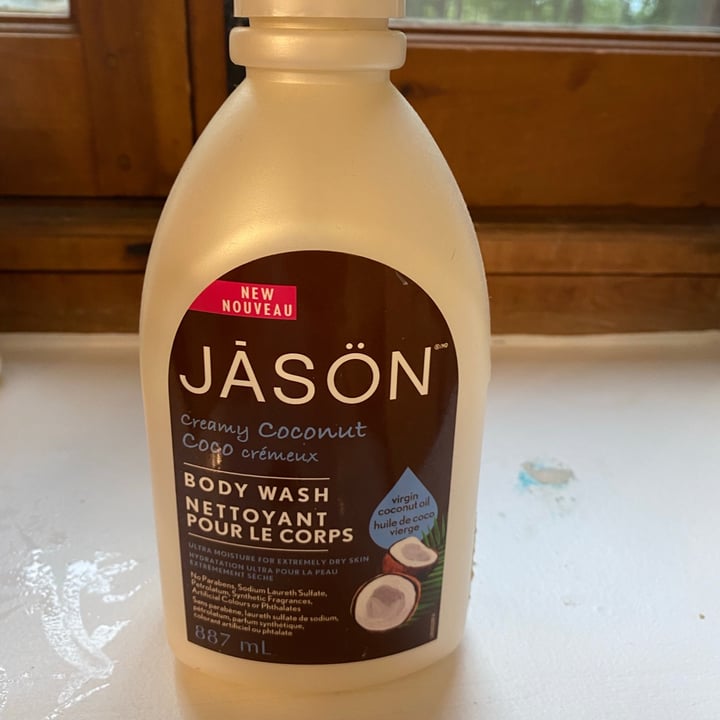 NEW
NOUVEAU
JĀSÖN
Creamy Coconut
Coco crémeux
BODY WASH
NETTOYANT
POUR LE CORPS
virgin
coconut oil
huile de coco
vierge
ULTRA MOISTURE FOR EXTREMELY DRY SKIN
HYDRATATION ULTRA POUR LA PEAU
EXTRÊMEMENT SÈCHE
No Parabens, Sodium Laureth Sulfate,
Petrolatum, Synthetic Fragrances,
Artificial Colours or Phthalates
Sans parabène, laureth sulfate de sodium,
pétrolatum, parfum synthétique,
colorant artificiel ou phtalate
887 mL